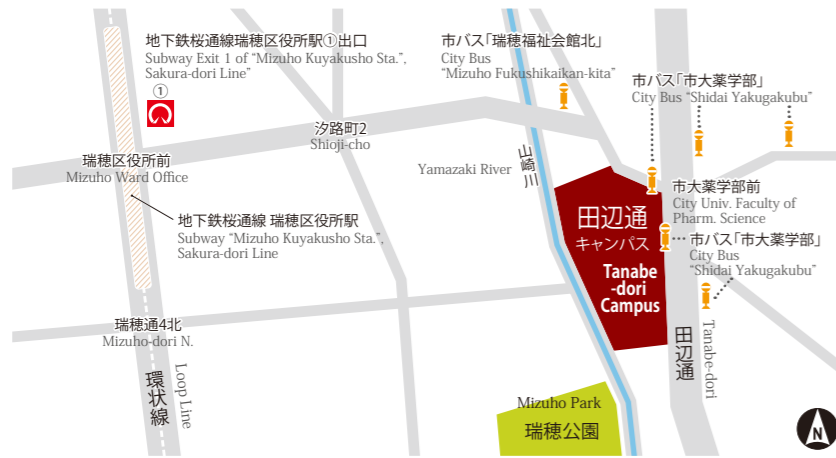 地下鉄桜通線瑞穂区役所駅①出口
Subway Exit 1 of “Mizuho Kuyakusho Sta.”,
Sakura-dori Line”
①
市バス「瑞穂福祉会館北」
City Bus
“Mizuho Fukushikaikan-kita”
市バス「市大薬学部」
City Bus “Shidai Yakugakubu”
汐路町2
Shioji-cho
瑞穂区役所前
Mizuho Ward Office
Yamazaki River
山崎川
地下鉄桜通線 瑞穂区役所駅
Subway “Mizuho Kuyakusho Sta.”,
Sakura-dori Line
田辺通
キャンパス
Tanabe
-dori
Campus
市大薬学部前
City Univ. Faculty of
Pharm. Science
市バス「市大薬学部」
City Bus
“Shidai Yakugakubu”
瑞穂通4北
Mizuho-dori N.
環状線
Loop Line
田辺通
Tanabe-dori
Mizuho Park
瑞穂公園
N